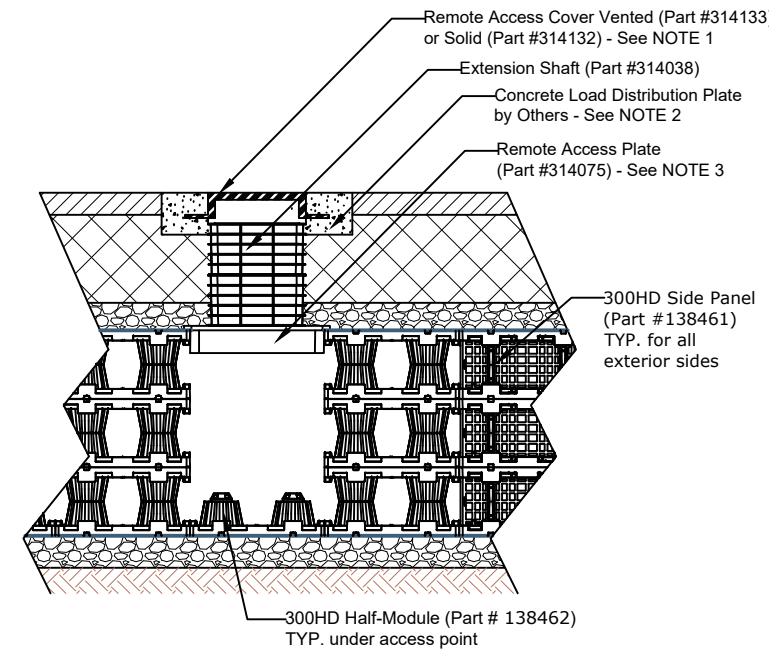 Remote Access Cover Vented (Part #314133)
or Solid (Part #314132) - See NOTE 1
Extension Shaft (Part #314038)
Concrete Load Distribution Plate
by Others - See NOTE 2
Remote Access Plate
(Part #314075) - See NOTE 3
300HD Side Panel
(Part #138461)
TYP. for all
exterior sides
300HD Half-Module (Part # 138462)
TYP. under access point